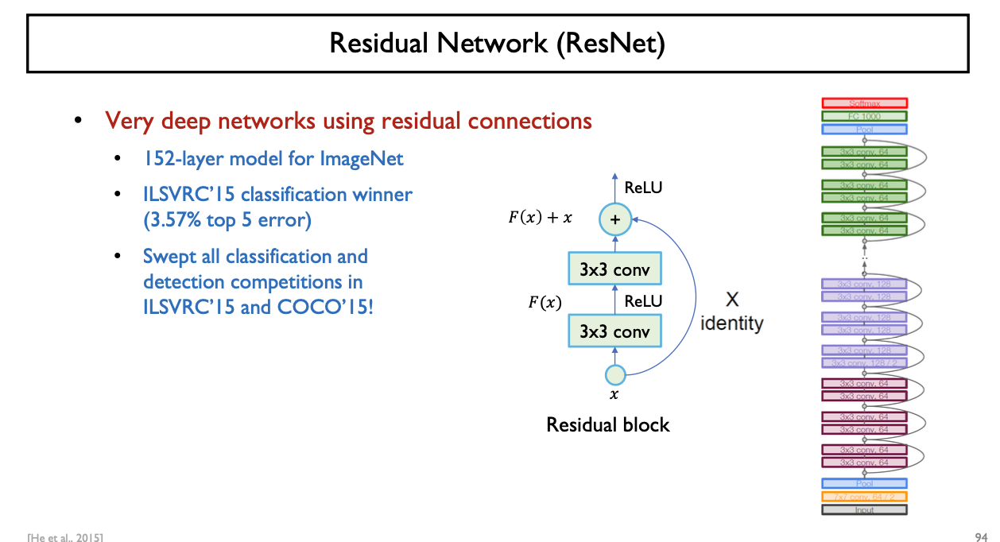 Residual Network (ResNet)
• Very deep networks using residual connections
• 152-layer model for ImageNet
• ILSVRC’15 classification winner
(3.57% top 5 error)
• Swept all classification and
detection competitions in
ILSVRC’15 and COCO’15!
ReLU
F(x) + x
+
3x3 conv
F(x)
ReLU
3x3 conv
x
X
identity
Residual block
Softmax
FC 1000
Pool
3x3 conv, 64
3x3 conv, 64
3x3 conv, 64
3x3 conv, 64
3x3 conv, 64
3x3 conv, 64
..
3x3 conv, 128
3x3 conv, 128
3x3 conv, 128
3x3 conv, 128
3x3 conv, 128
3x3 conv, 128 / 2
3x3 conv, 64
3x3 conv, 64
3x3 conv, 64
3x3 conv, 64
3x3 conv, 64
3x3 conv, 64
Pool
7x7 conv, 64 / 2
Input
[He et al., 2015]
94